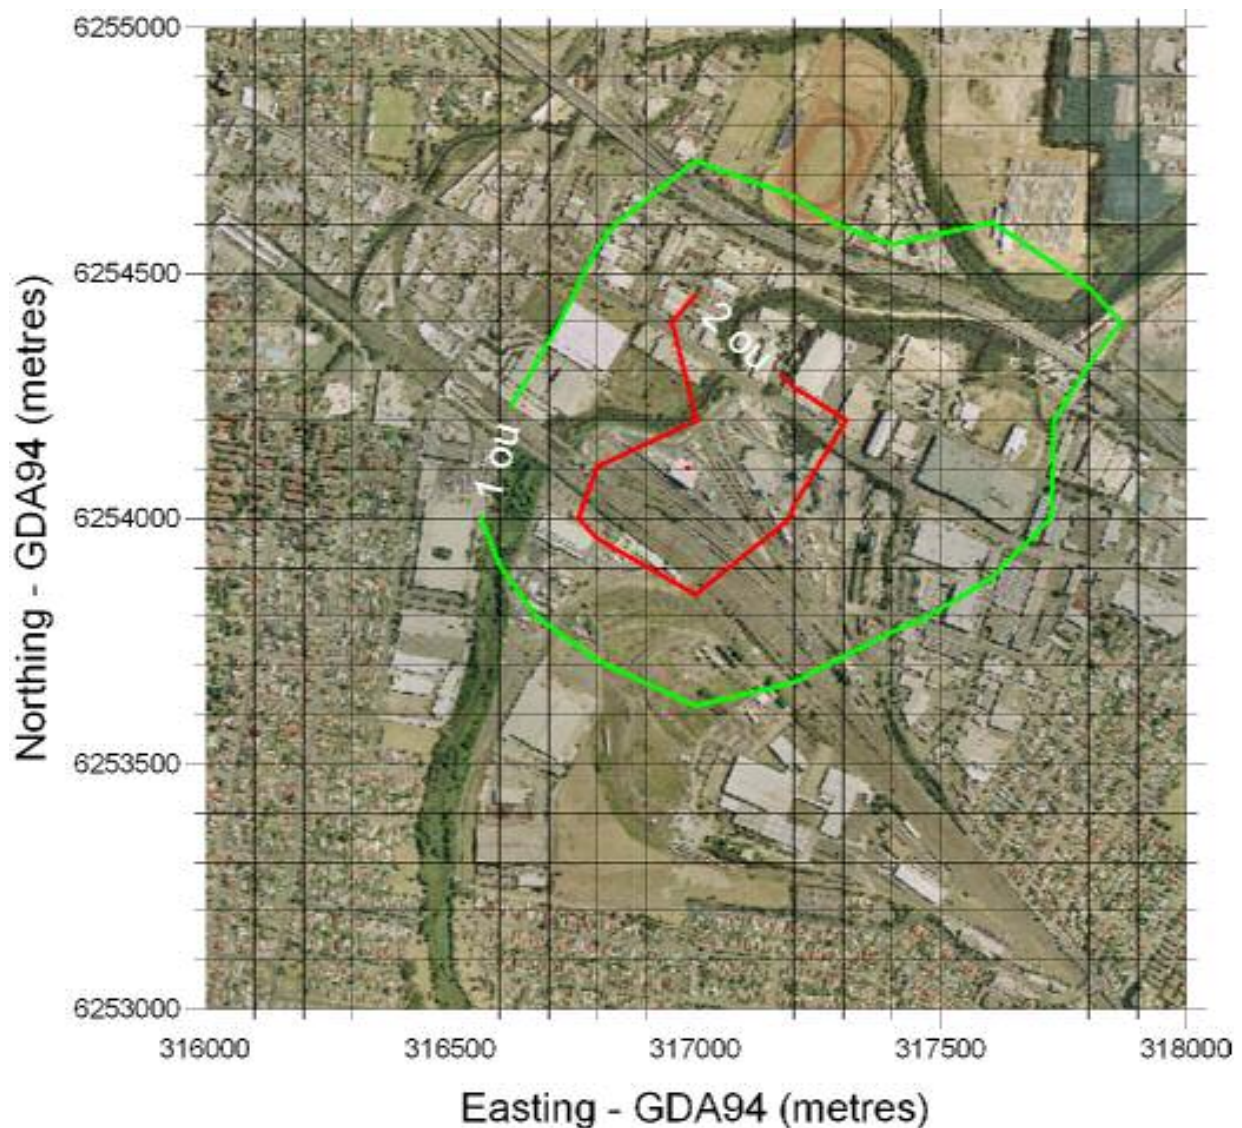 6255000
6254500
6254000
6253500
6253000
Northing - GDA94 (metres)
2 ou
1 ou
316000 316500 317000 317500 318000
Easting - GDA94 (metres)